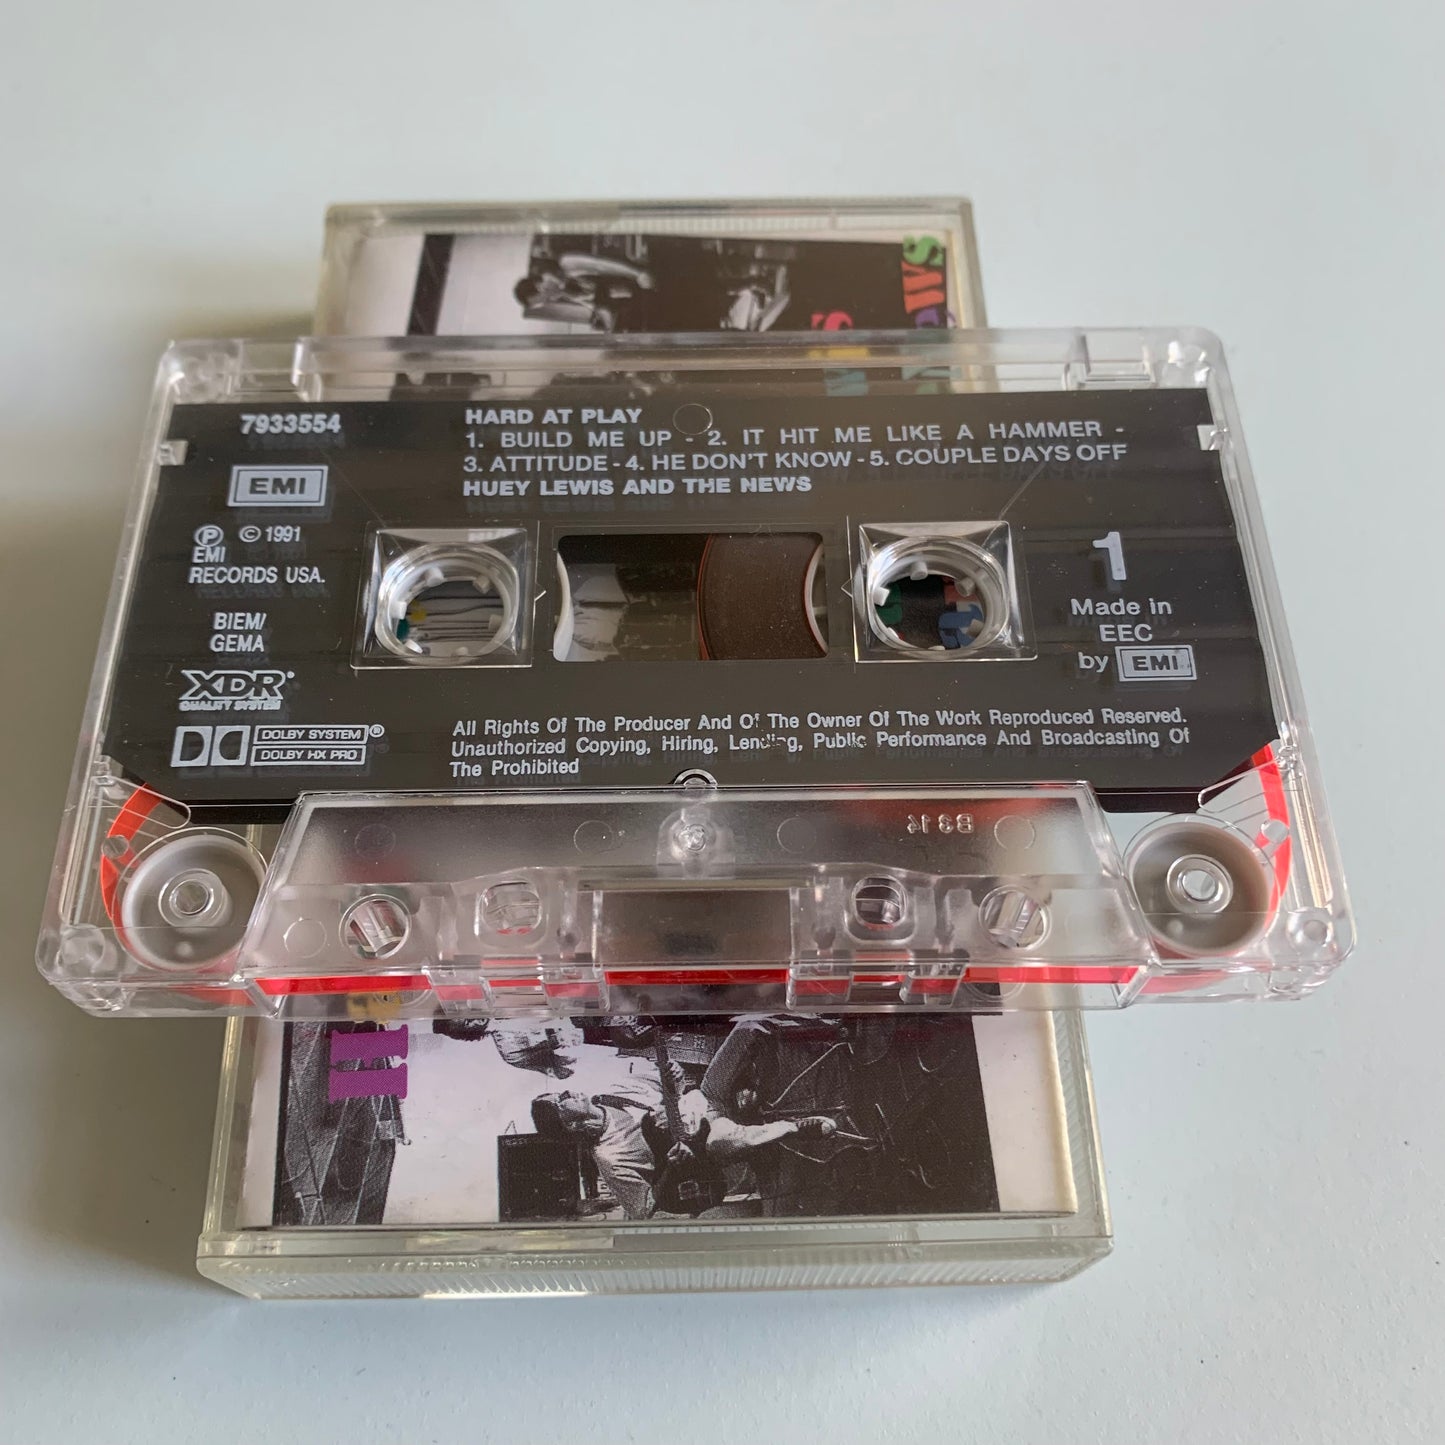 7933554
EMI
Ⓟ © 1991
EMI
RECORDS USA.
BIEM/
GEMA
XDR
QUALITY SYSTEM
DOLBY SYSTEM ®
DOLBY HX PRO
HARD AT PLAY
1. BUILD ME UP - 2. IT HIT ME LIKE A HAMMER -
3. ATTITUDE - 4. HE DON'T KNOW - 5. COUPLE DAYS OFF
HUEY LEWIS AND THE NEWS
1
Made in
EEC
by EMI
All Rights Of The Producer And Of The Owner Of The Work Reproduced Reserved.
Unauthorized Copying, Hiring, Lending, Public Performance And Broadcasting Of
The Prohibited
B314
H